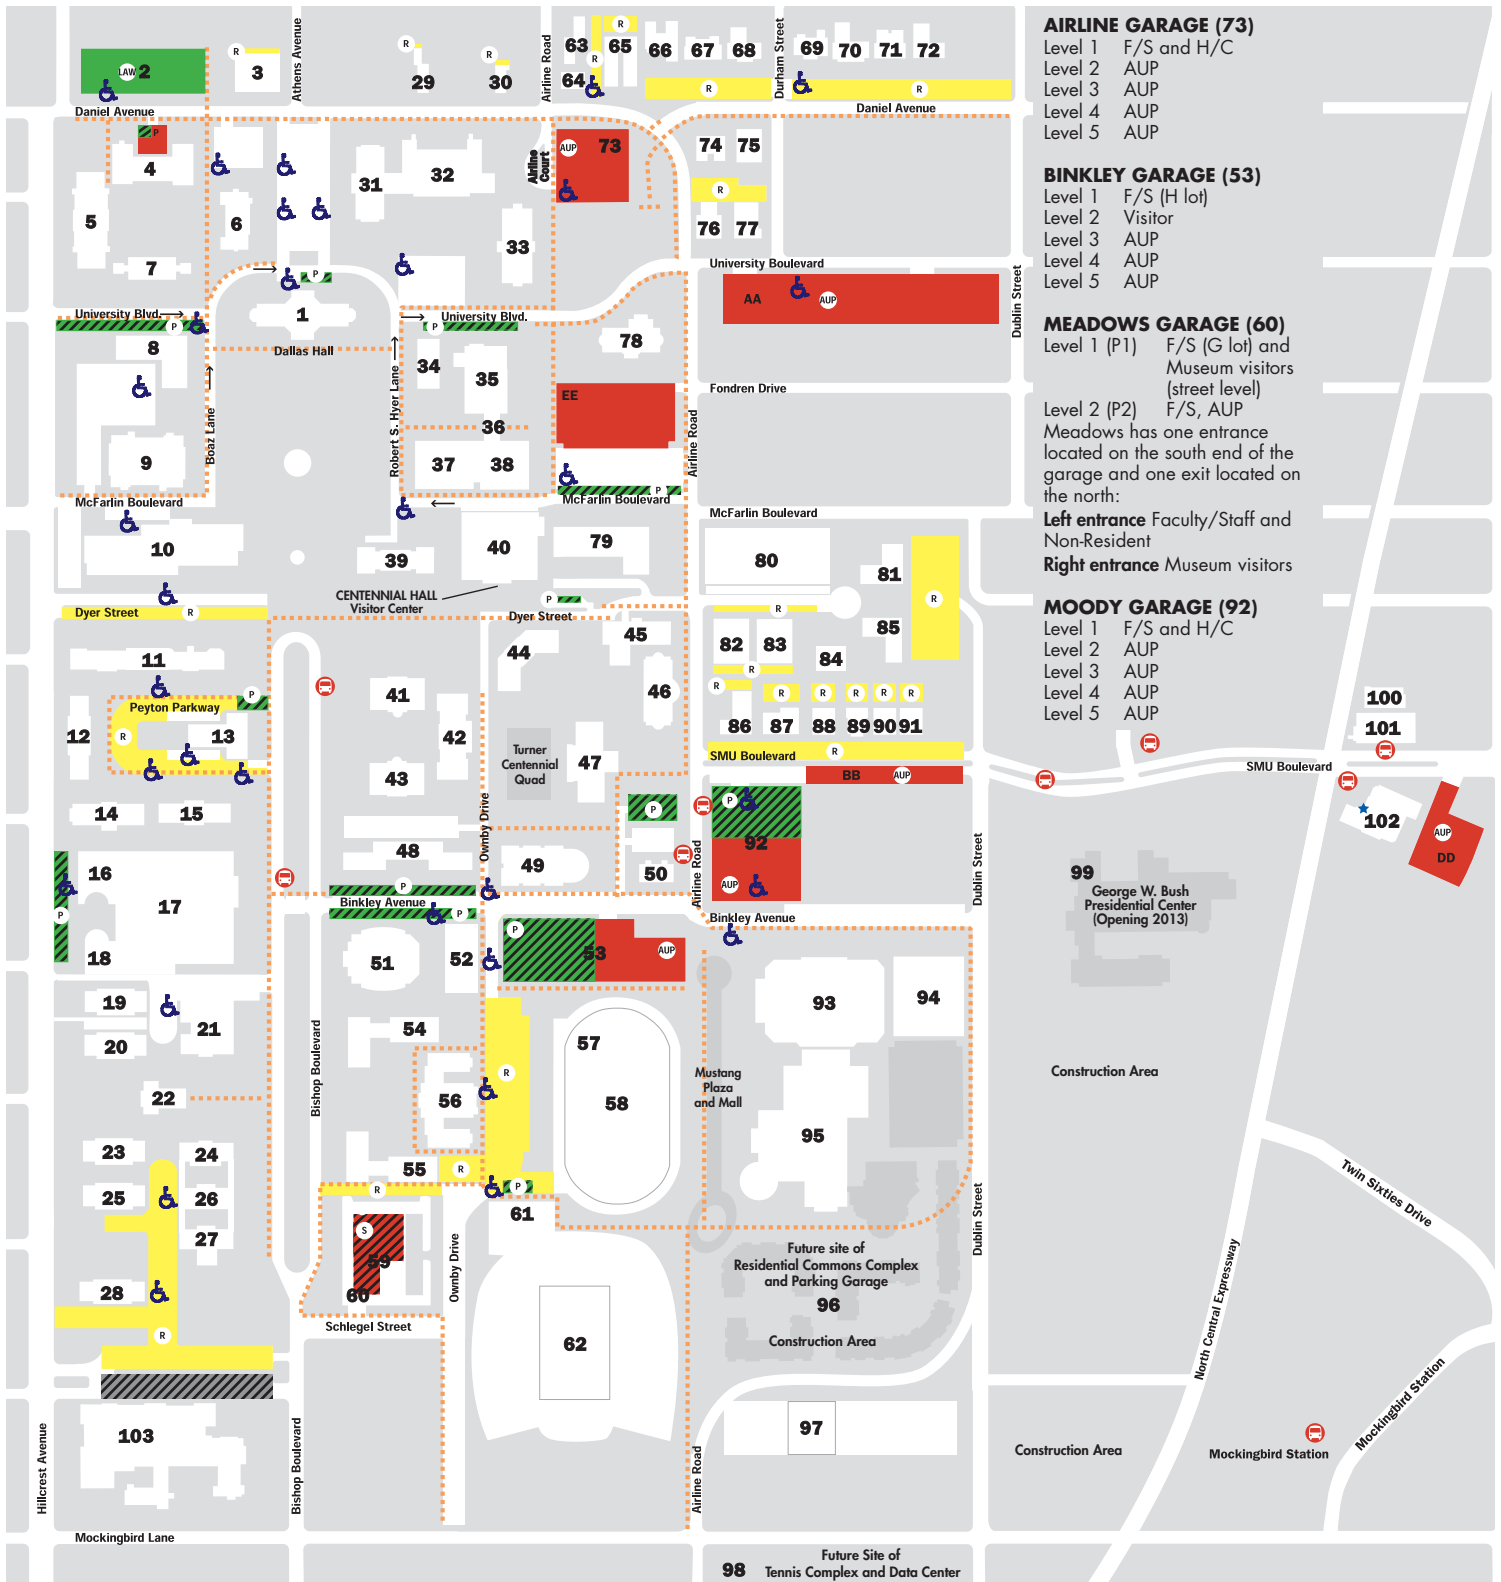 AIRLINE GARAGE (73)
Level 1 F/S and H/C
Level 2 AUP
Level 3 AUP
Level 4 AUP
Level 5 AUP
BINKLEY GARAGE (53)
Level 1 F/S (H lot)
Level 2 Visitor
Level 3 AUP
Level 4 AUP
Level 5 AUP
MEADOWS GARAGE (60)
Level 1 (P1) F/S (G lot) and
Museum visitors
(street level)
Level 2 (P2) F/S, AUP
Meadows has one entrance
located on the south end of the
garage and one exit located on
the north:
Left entrance Faculty/Staff and
Non-Resident
Right entrance Museum visitors
MOODY GARAGE (92)
Level 1 F/S and H/C
Level 2 AUP
Level 3 AUP
Level 4 AUP
Level 5 AUP
Athens Avenue
Airline Road
Durham Street
R
R
R
R
63
65
66
67
68
69
70
71
72
LAW
2
3
29
30
64
R
R
R
Daniel Avenue
Daniel Avenue
P
4
31
32
Airline
Court
AUP
73
74
75
R
5
6
33
76
77
7
University Boulevard
P
1
AA
AUP
Dublin Street
University Blvd.
P
University Blvd.
P
8
Dallas Hall
34
35
78
Boaz Lane
Robert S. Hyer Lane
EE
Fondren Drive
36
9
37
38
Airline Road
P
McFarlin Boulevard
McFarlin Boulevard
McFarlin Boulevard
10
39
40
79
80
81
R
CENTENNIAL HALL
Visitor Center
P
Dyer Street
R
Dyer Street
R
11
44
45
82
83
84
85
R
P
Peyton Parkway
R
12
13
41
42
43
46
R
R
R
R
R
R
86
87
88
89
90
91
Turner
Centennial
Quad
47
SMU Boulevard
R
BB
AUP
100
101
SMU Boulevard
14
15
P
P
92
AUP
102
AUP
DD
Ownby Drive
48
49
50
Airline Road
Dublin Street
16
17
18
P
P
Binkley Avenue
P
Binkley Avenue
99
George W. Bush
Presidential Center
(Opening 2013)
51
52
P
53
AUP
93
94
19
20
21
Bishop Boulevard
54
57
R
58
Mustang
Plaza
and Mall
Construction Area
22
56
95
23
24
25
26
27
55
R
R
P
61
Twin Sixties Drive
S
59
60
Ownby Drive
Dublin Street
28
R
Future site of
Residential Commons Complex
and Parking Garage
96
Construction Area
Schlegel Street
62
North Central Expressway
Mockingbird Station
103
Hillcrest Avenue
Bishop Boulevard
Airline Road
97
Construction Area
Mockingbird Station
Mockingbird Lane
98
Future Site of
Tennis Complex and Data Center